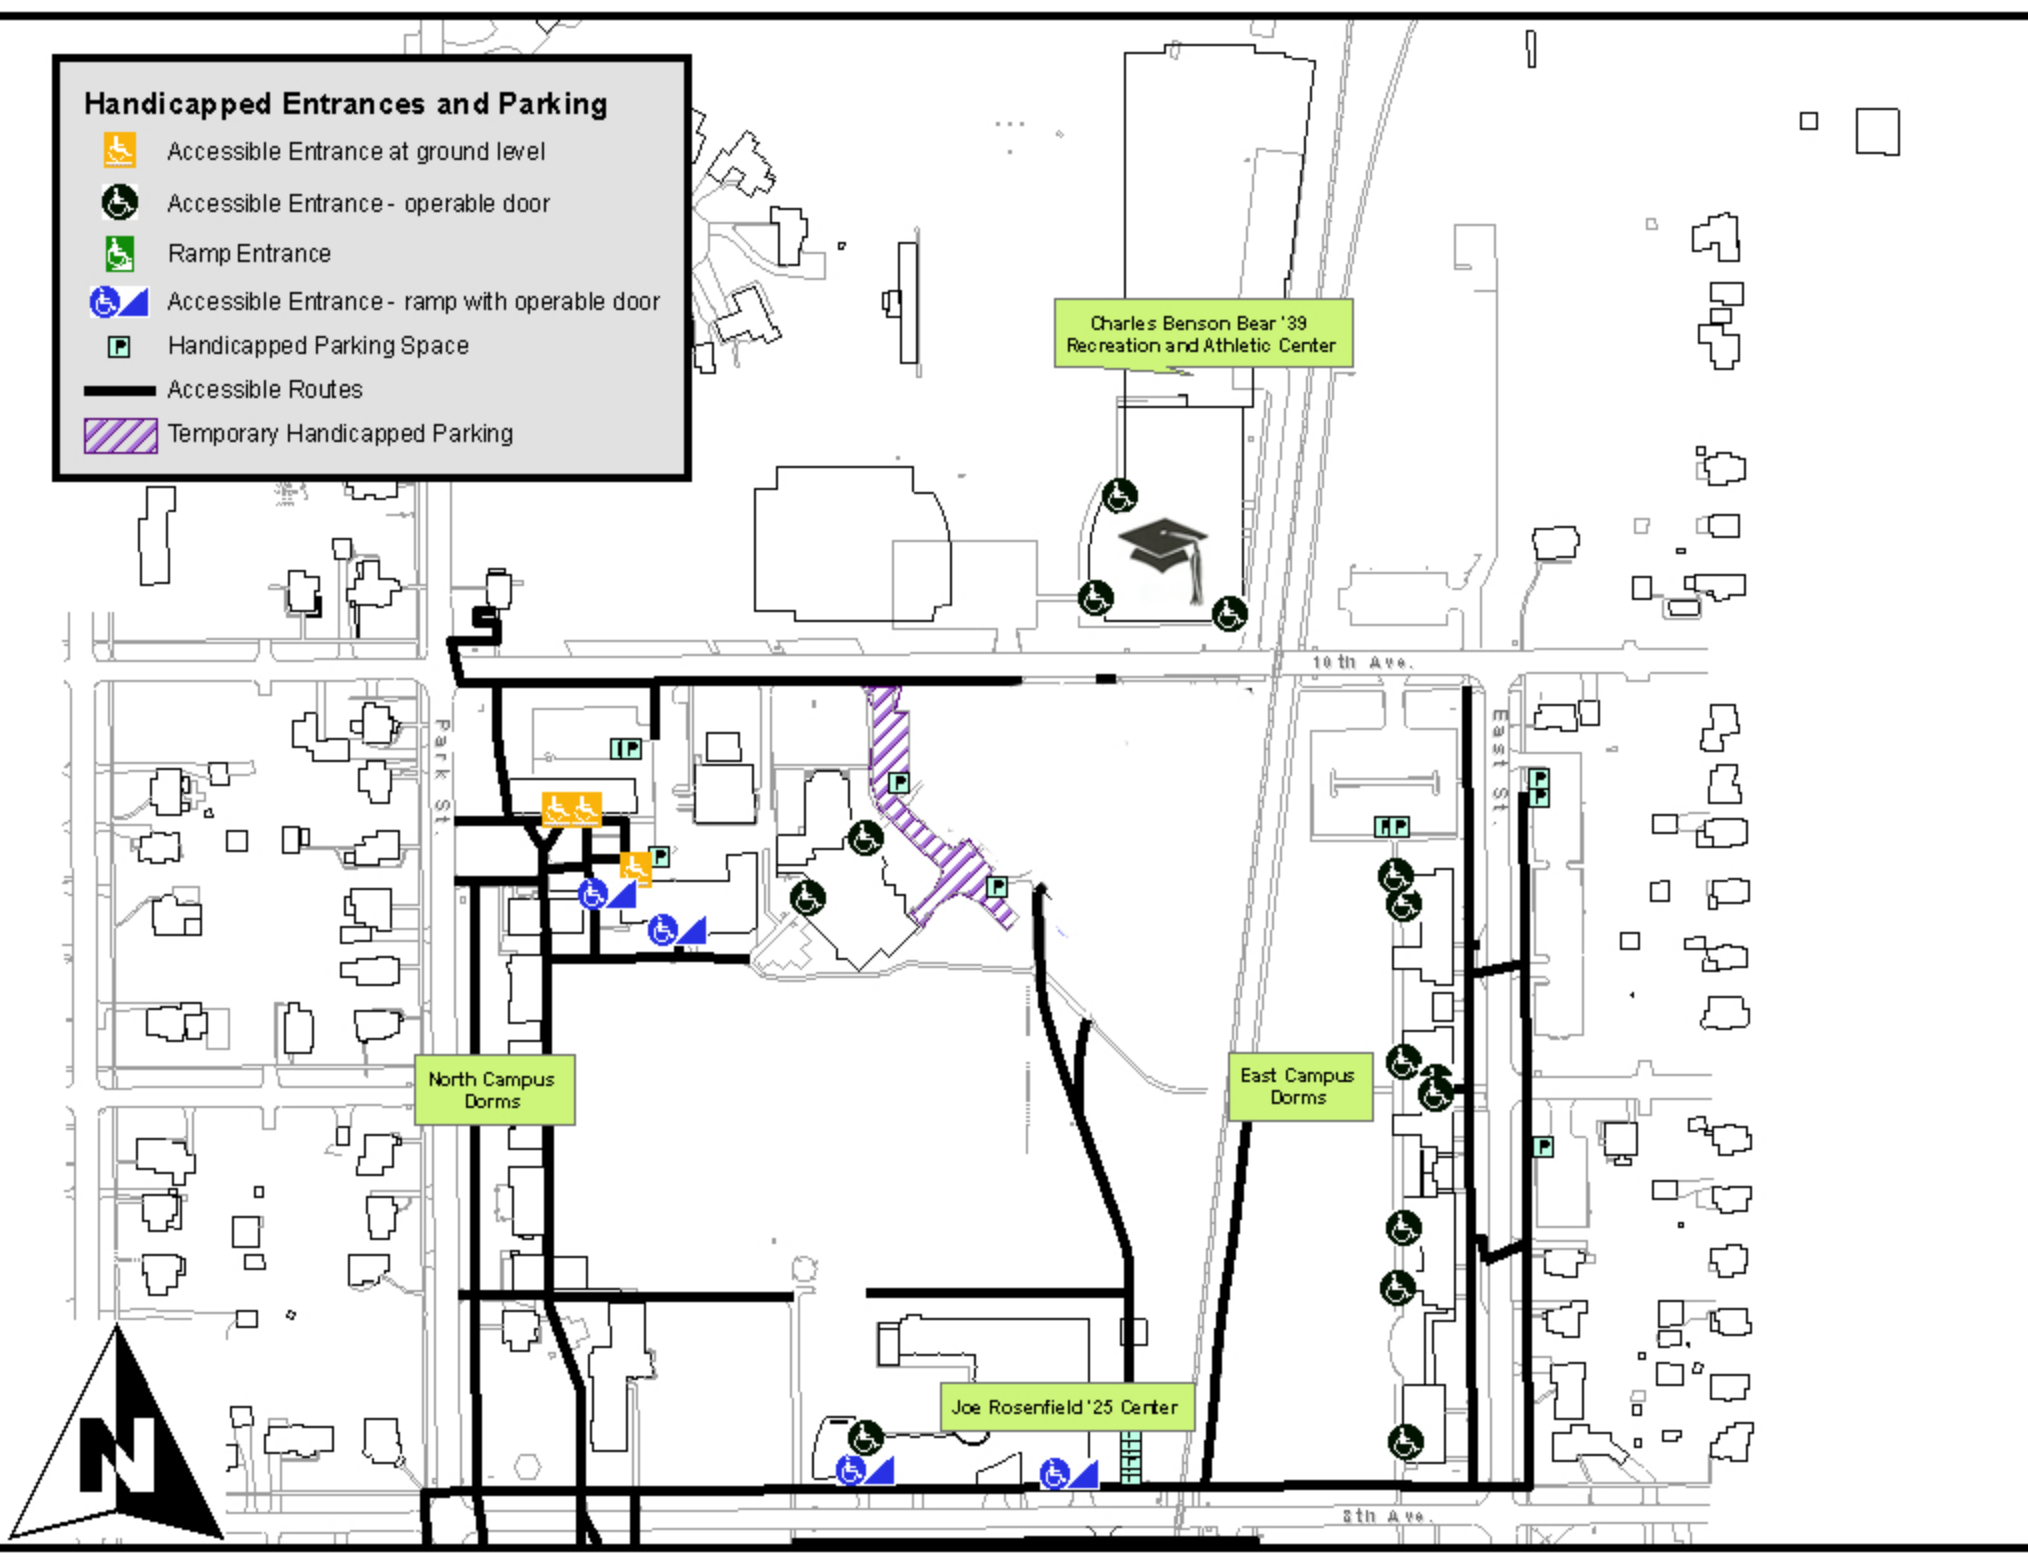 Handicapped Entrances and Parking
Accessible Entrance at ground level
Accessible Entrance - operable door
Ramp Entrance
Accessible Entrance - ramp with operable door
P Handicapped Parking Space
Accessible Routes
Temporary Handicapped Parking
Charles Benson Bear '39
Recreation and Athletic Center
10th Ave.
Park St.
East St.
P
P
P
P
P
P
P
P
P
North Campus
Dorms
East Campus
Dorms
P
Joe Rosenfield '25 Center
8th Ave.
N